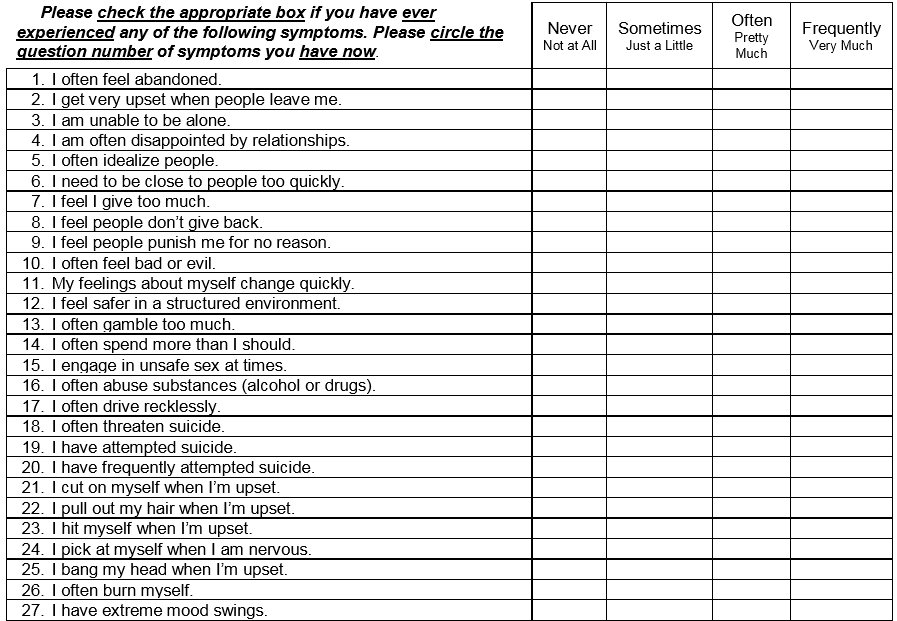 Please check the appropriate box if you have ever
experienced any of the following symptoms. Please circle the
question number of symptoms you have now.
Never
Not at All
Sometimes
Just a Little
Often
Pretty
Much
Frequently
Very Much
1. I often feel abandoned.
2. I get very upset when people leave me.
3. I am unable to be alone.
4. I am often disappointed by relationships.
5. I often idealize people.
6. I need to be close to people too quickly.
7. I feel I give too much.
8. I feel people don’t give back.
9. I feel people punish me for no reason.
10. I often feel bad or evil.
11. My feelings about myself change quickly.
12. I feel safer in a structured environment.
13. I often gamble too much.
14. I often spend more than I should.
15. I engage in unsafe sex at times.
16. I often abuse substances (alcohol or drugs).
17. I often drive recklessly.
18. I often threaten suicide.
19. I have attempted suicide.
20. I have frequently attempted suicide.
21. I cut on myself when I’m upset.
22. I pull out my hair when I’m upset.
23. I hit myself when I’m upset.
24. I pick at myself when I am nervous.
25. I bang my head when I’m upset.
26. I often burn myself.
27. I have extreme mood swings.